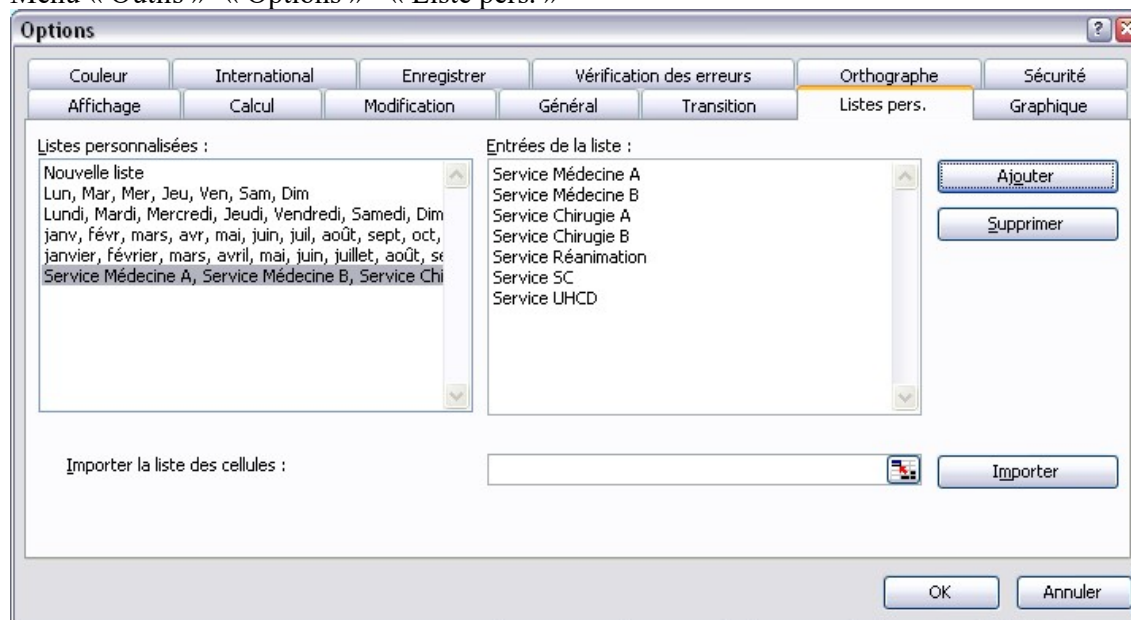 Menu « Outils » « Options » « Liste pers. »
Options
Couleur International Enregistrer Vérification des erreurs Orthographe Sécurité
Affichage Calcul Modification Général Transition Listes pers. Graphique
Listes personnalisées : Entrées de la liste :
Nouvelle liste Service Médecine A Ajouter
Lun, Mar, Mer, Jeu, Ven, Sam, Dim Service Médecine B
Lundi, Mardi, Mercredi, Jeudi, Vendredi, Samedi, Dim Service Chirugie A Supprimer
janv, févr, mars, avr, mai, juin, juil, août, sept, oct, Service Chirugie B
janvier, février, mars, avril, mai, juin, juillet, août, se Service Réanimation
Service Médecine A, Service Médecine B, Service Chi Service SC
Service UHCD
Importer la liste des cellules : Importer
OK Annuler